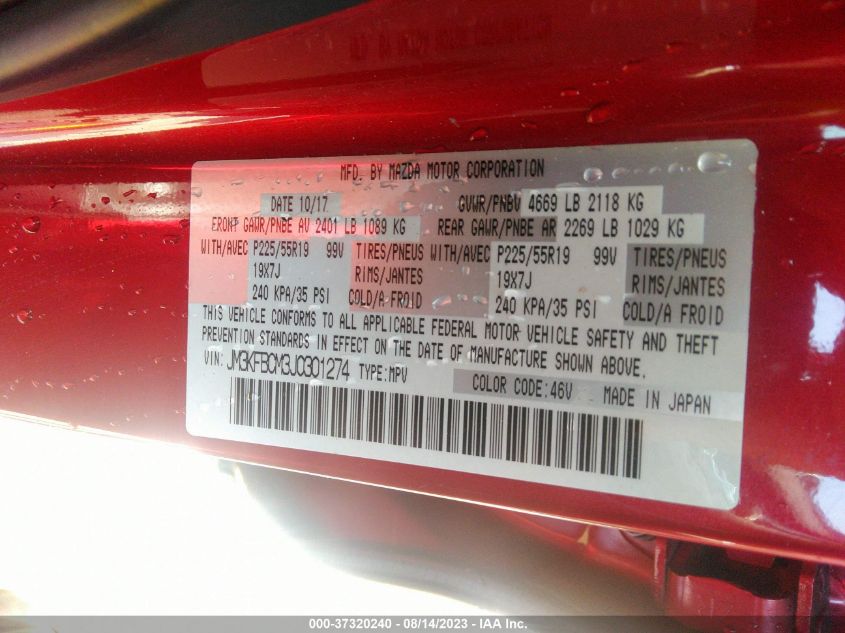 MFD. BY MAZDA MOTOR CORPORATION
DATE 10/17 GVWR/PNBV 4669 LB 2118 KG
FRONT GAWR/PNBE AV 2401 LB 1089 KG REAR GAWR/PNBE AR 2269 LB 1029 KG
WITH/AVEC P225/55R19 99V TIRES/PNEUS WITH/AVEC P225/55R19 99V TIRES/PNEUS
19X7J RIMS/JANTES 19X7J RIMS/JANTES
240 KPA/35 PSI COLD/A FROID 240 KPA/35 PSI COLD/A FROID
THIS VEHICLE CONFORMS TO ALL APPLICABLE FEDERAL MOTOR VEHICLE SAFETY AND THEFT
PREVENTION STANDARDS IN EFFECT ON THE DATE OF MANUFACTURE SHOWN ABOVE.
VIN: JM3KFBCM3J0301274 TYPE:MPV
COLOR CODE:46V MADE IN JAPAN
000-37320240 - 08/14/2023 - IAA Inc.